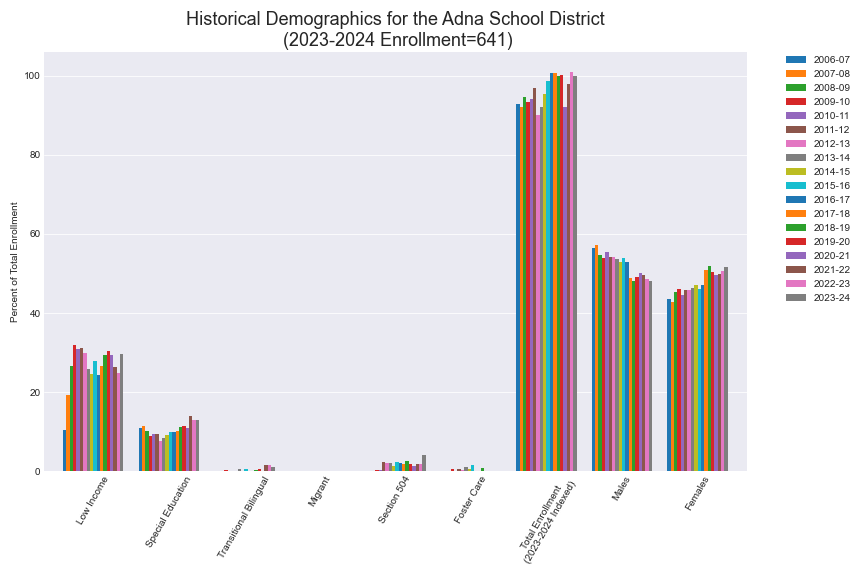 Historical Demographics for the Adna School District
(2023-2024 Enrollment=641)
Percent of Total Enrollment
100
80
60
40
20
0
Low Income
Special Education
Transitional Bilingual
Migrant
Section 504
Foster Care
Total Enrollment
(2023-2024 Indexed)
Males
Females
2006-07
2007-08
2008-09
2009-10
2010-11
2011-12
2012-13
2013-14
2014-15
2015-16
2016-17
2017-18
2018-19
2019-20
2020-21
2021-22
2022-23
2023-24